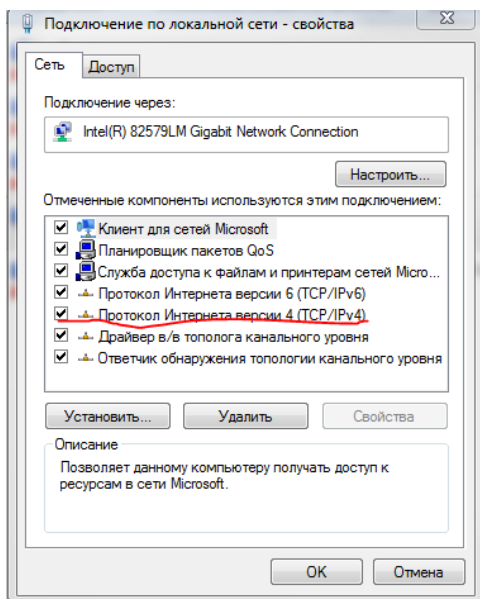 Подключение по локальной сети - свойства
Сеть
Доступ
Подключение через:
Intel(R) 82579LM Gigabit Network Connection
Настроить...
Отмеченные компоненты используются этим подключением:
Клиент для сетей Microsoft
Планировщик пакетов QoS
Служба доступа к файлам и принтерам сетей Micro...
Протокол Интернета версии 6 (TCP/IPv6)
Протокол Интернета версии 4 (TCP/IPv4)
Драйвер в/в тополога канального уровня
Ответчик обнаружения топологии канального уровня
Установить...
Удалить
Свойства
Описание
Позволяет данному компьютеру получать доступ к
ресурсам в сети Microsoft.
OK
Отмена